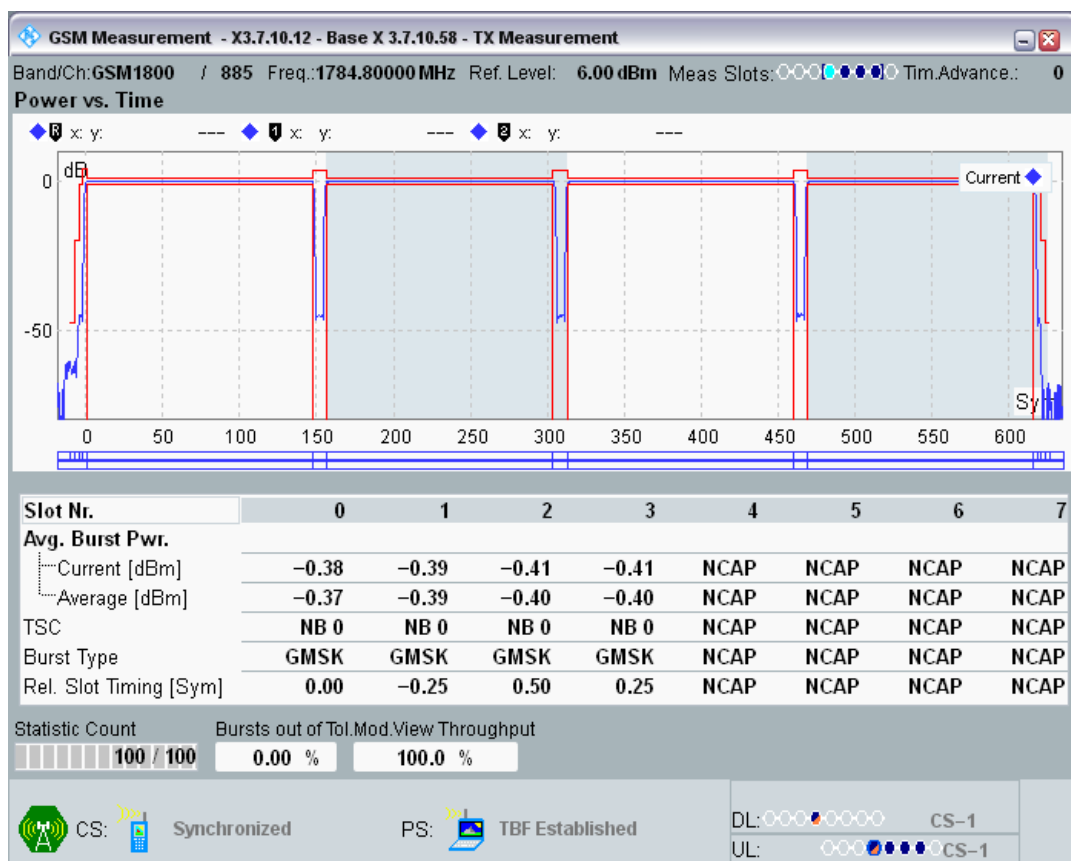 GSM Measurement - X3.7.10.12 - Base X 3.7.10.58 - TX Measurement
Band/Ch:GSM1800 / 885 Freq.:1784.80000 MHz Ref. Level: 6.00 dBm Meas Slots: Tim.Advance.: 0
Power vs. Time
R x: y: --- 1 x: y: --- 2 x: y: ---
dB
0
Current
-50
Sy
0 50 100 150 200 250 300 350 400 450 500 550 600
Slot Nr. 0 1 2 3 4 5 6 7
Avg. Burst Pwr.
Current [dBm] −0.38 −0.39 −0.41 −0.41 NCAP NCAP NCAP NCAP
Average [dBm] −0.37 −0.39 −0.40 −0.40 NCAP NCAP NCAP NCAP
TSC NB 0 NB 0 NB 0 NB 0 NCAP NCAP NCAP NCAP
Burst Type GMSK GMSK GMSK GMSK NCAP NCAP NCAP NCAP
Rel. Slot Timing [Sym] 0.00 −0.25 0.50 0.25 NCAP NCAP NCAP NCAP
Statistic Count Bursts out of Tol. Mod.View Throughput
100 / 100 0.00 % 100.0 %
CS: Synchronized PS: TBF Established
DL: CS−1
UL: CS−1